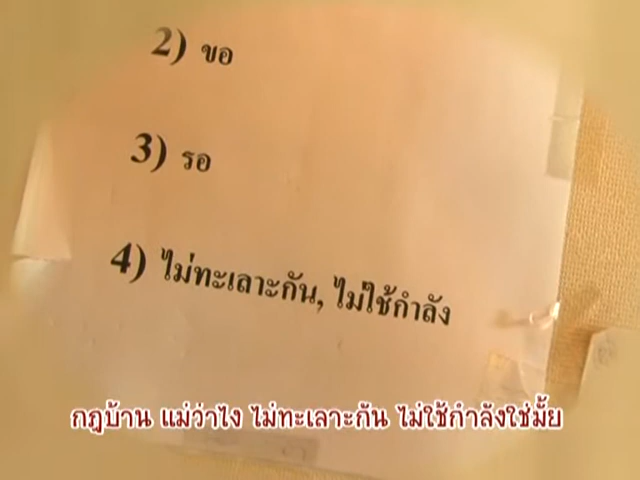 2) ขอ
3) รอ
4) ไม่ทะเลาะกัน, ไม่ใช้กำลัง
กฎบ้าน แม่ว่าไง ไม่ทะเลาะกัน ไม่ใช้กำลังใช่มั้ย